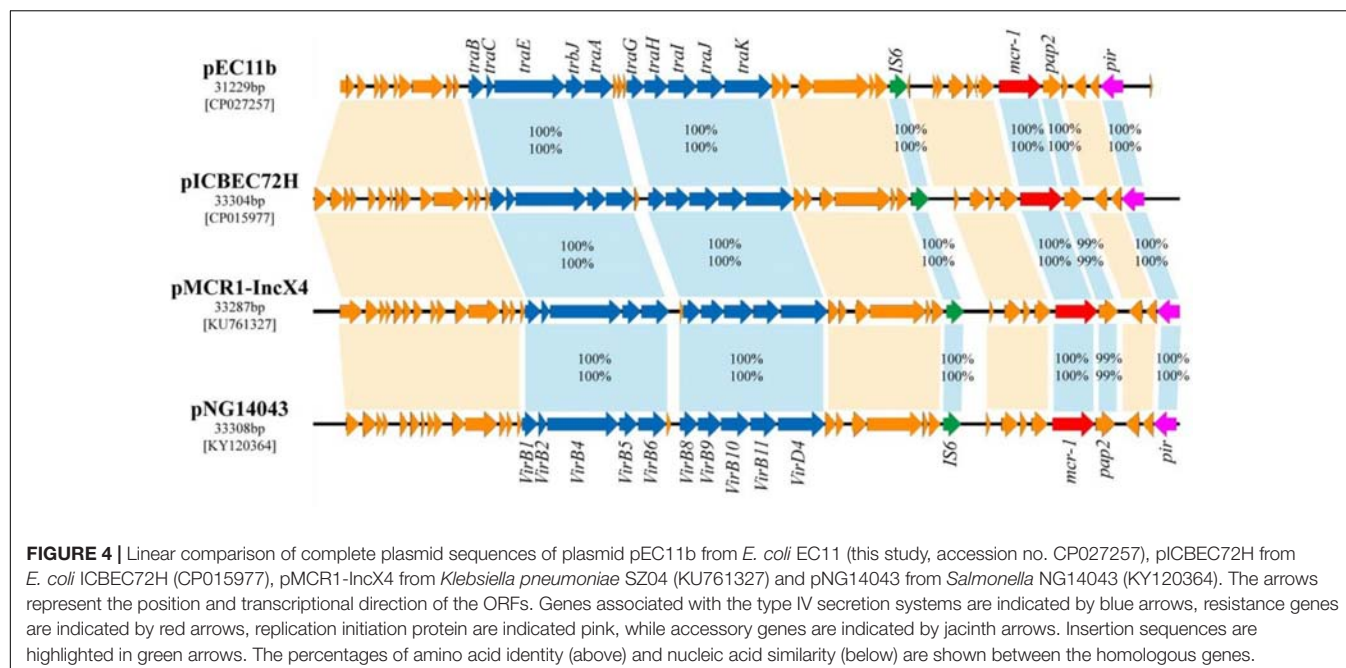 traB traC traE trbJ traA traG traH traI traJ traK IS6 mcr-1 pap2 pir
pEC11b
31229bp
[CP027257]
100% 100% 100% 100% 100% 100%
100% 100% 100% 100% 100% 100%
pICBEC72H
33304bp
[CP015977]
100% 100% 100% 100% 99% 100%
100% 100% 100% 100% 99% 100%
pMCR1-IncX4
33287bp
[KU761327]
100% 100% 100% 100% 99% 100%
100% 100% 100% 100% 99% 100%
pNG14043
33308bp
[KY120364]
VirB1 VirB2 VirB4 VirB5 VirB6 VirB8 VirB9 VirB10 VirB11 VirD4 IS6 mcr-1 pap2 pir
FIGURE 4 | Linear comparison of complete plasmid sequences of plasmid pEC11b from E. coli EC11 (this study, accession no. CP027257), pICBEC72H from
E. coli ICBEC72H (CP015977), pMCR1-IncX4 from Klebsiella pneumoniae SZ04 (KU761327) and pNG14043 from Salmonella NG14043 (KY120364). The arrows
represent the position and transcriptional direction of the ORFs. Genes associated with the type IV secretion systems are indicated by blue arrows, resistance genes
are indicated by red arrows, replication initiation protein are indicated pink, while accessory genes are indicated by jacinth arrows. Insertion sequences are
highlighted in green arrows. The percentages of amino acid identity (above) and nucleic acid similarity (below) are shown between the homologous genes.